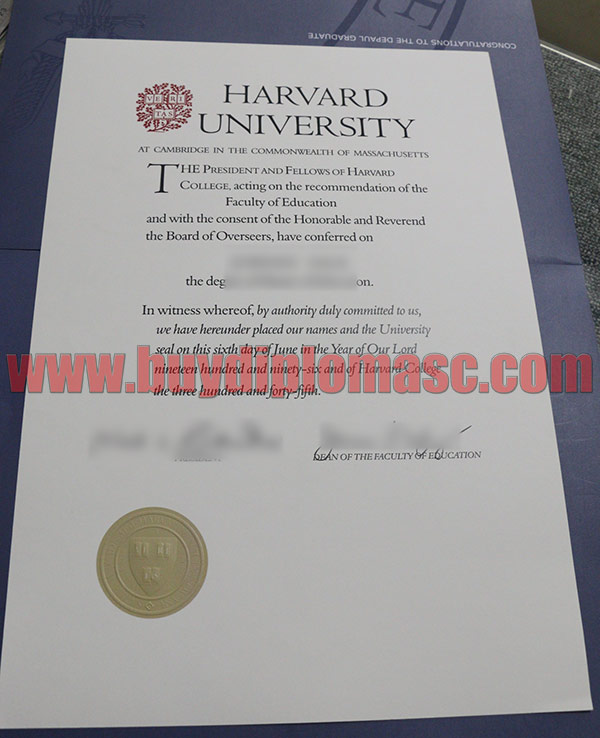 CONGRATULATIONS TO THE DEPAUL GRADUATE
VE RI
TAS
HARVARD
UNIVERSITY
AT CAMBRIDGE IN THE COMMONWEALTH OF MASSACHUSETTS
THE PRESIDENT AND FELLOWS OF HARVARD
COLLEGE, acting on the recommendation of the
Faculty of Education
and with the consent of the Honorable and Reverend
the Board of Overseers, have conferred on
the
In witness whereof, by authority duly committed to us,
we have hereunder placed our names and the University
seal on this sixth day of June in the Year of Our Lord
nineteen hundred and ninety-six and of Harvard College
the three hundred and forty-fifth.
www.buydiplomasc.com
DEAN OF THE FACULTY OF EDUCATION